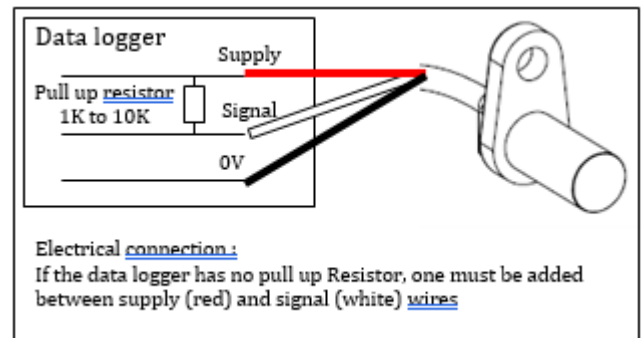 Data logger
Supply
Pull up resistor
1K to 10K
Signal
0V
Electrical connection :
If the data logger has no pull up Resistor, one must be added
between supply (red) and signal (white) wires